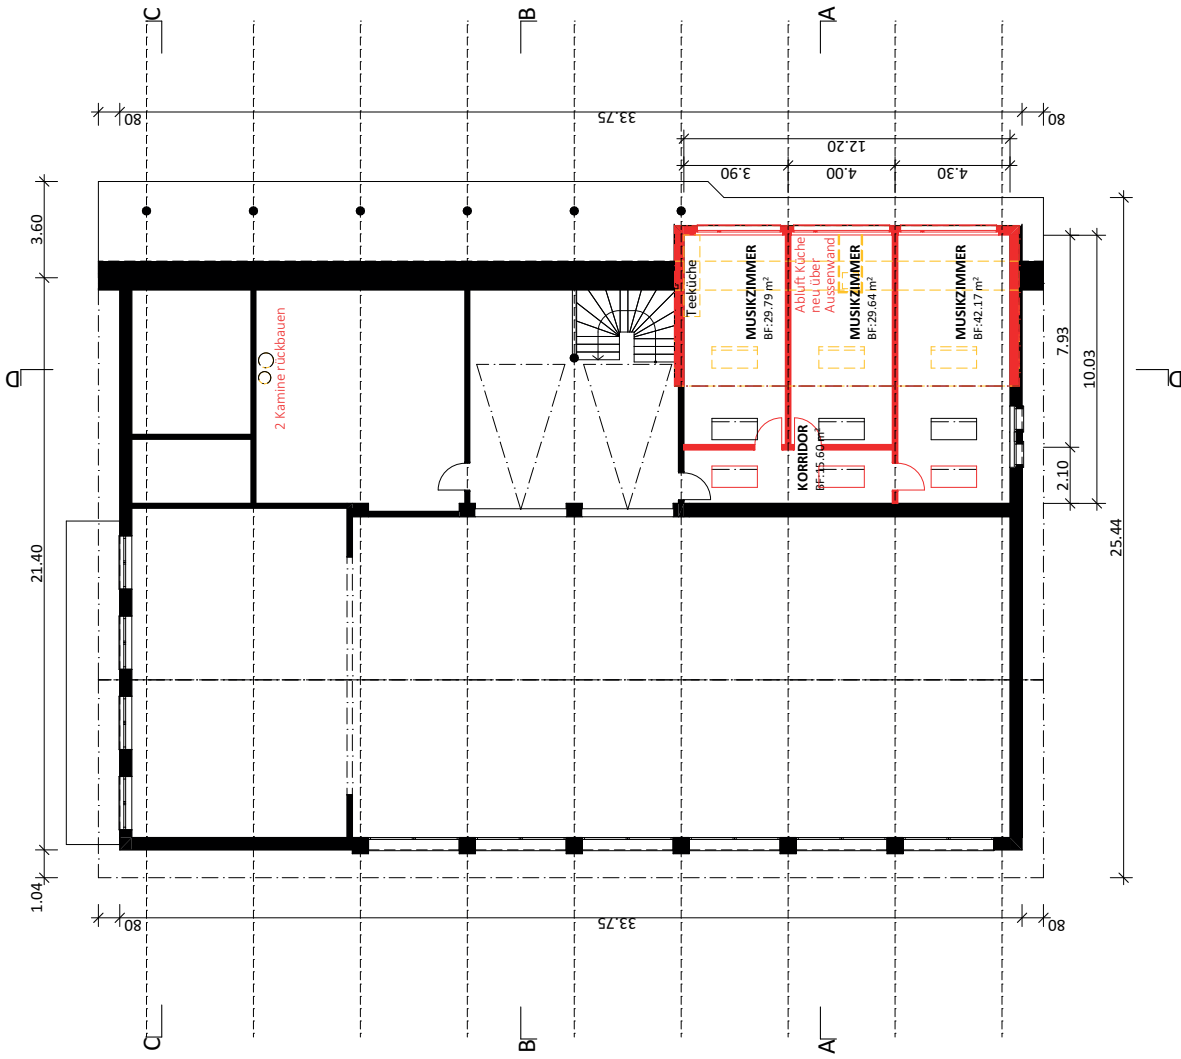 C
B
A
80
33.75
80
12.20
3.90
4.00
4.30
3.60
21.40
1.04
D
D
2 Kamine rückbauen
Teeküche
MUSIKZIMMER
BF:29.79 m²
Abluft Küche
neu über
Aussenwand
MUSIKZIMMER
BF:29.64 m²
MUSIKZIMMER
BF:42.17 m²
KORRIDOR
BF:15.60 m²
7.93
10.03
2.10
25.44
80
33.75
80
C
B
A